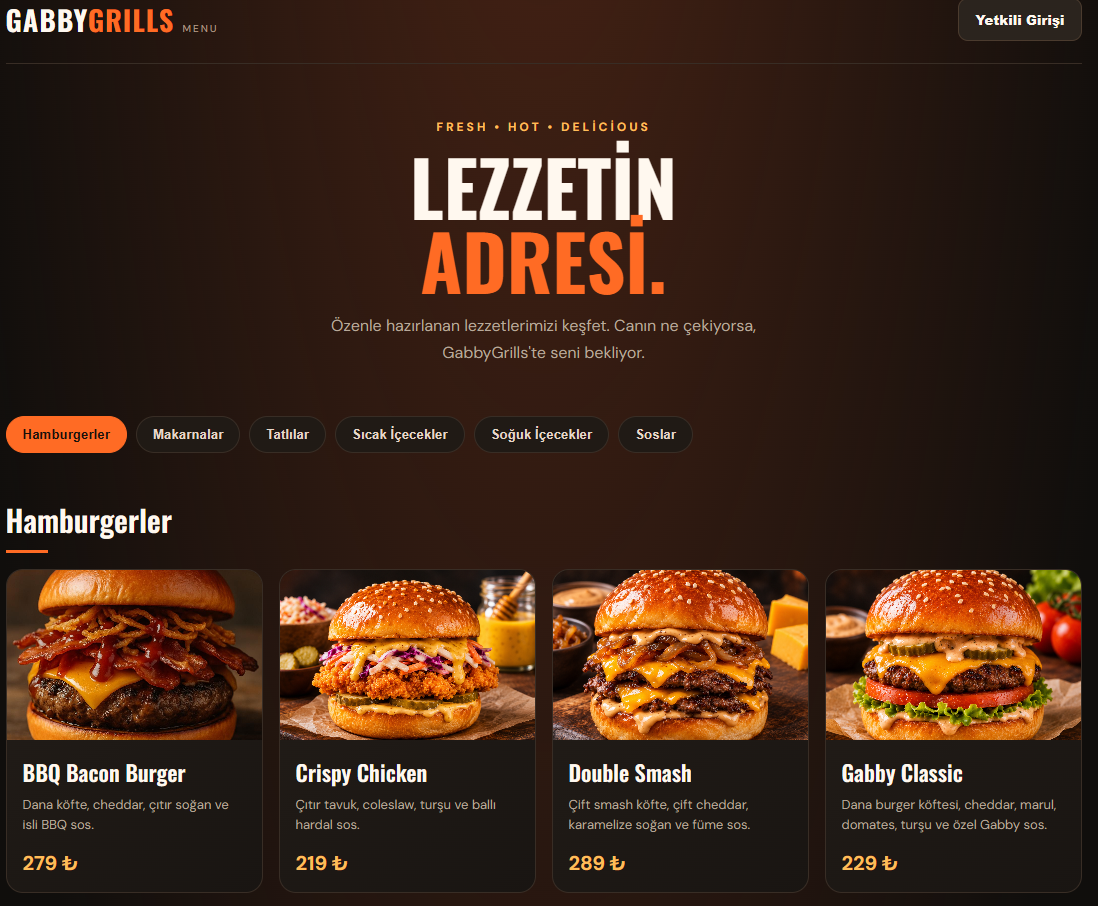 GABBYGRILLS MENU
Yetkili Girişi
FRESH • HOT • DELİCİOUS
LEZZETİN
ADRESİ.
Özenle hazırlanan lezzetlerimizi keşfet. Canın ne çekiyorsa,
GabbyGrills'te seni bekliyor.
Hamburgerler Makarnalar Tatlılar Sıcak İçecekler Soğuk İçecekler Soslar
Hamburgerler
BBQ Bacon Burger
Dana köfte, cheddar, çıtır soğan ve
isli BBQ sos.
279 ₺
Crispy Chicken
Çıtır tavuk, coleslaw, turşu ve ballı
hardal sos.
219 ₺
Double Smash
Çift smash köfte, çift cheddar,
karamelize soğan ve füme sos.
289 ₺
Gabby Classic
Dana burger köftesi, cheddar, marul,
domates, turşu ve özel Gabby sos.
229 ₺